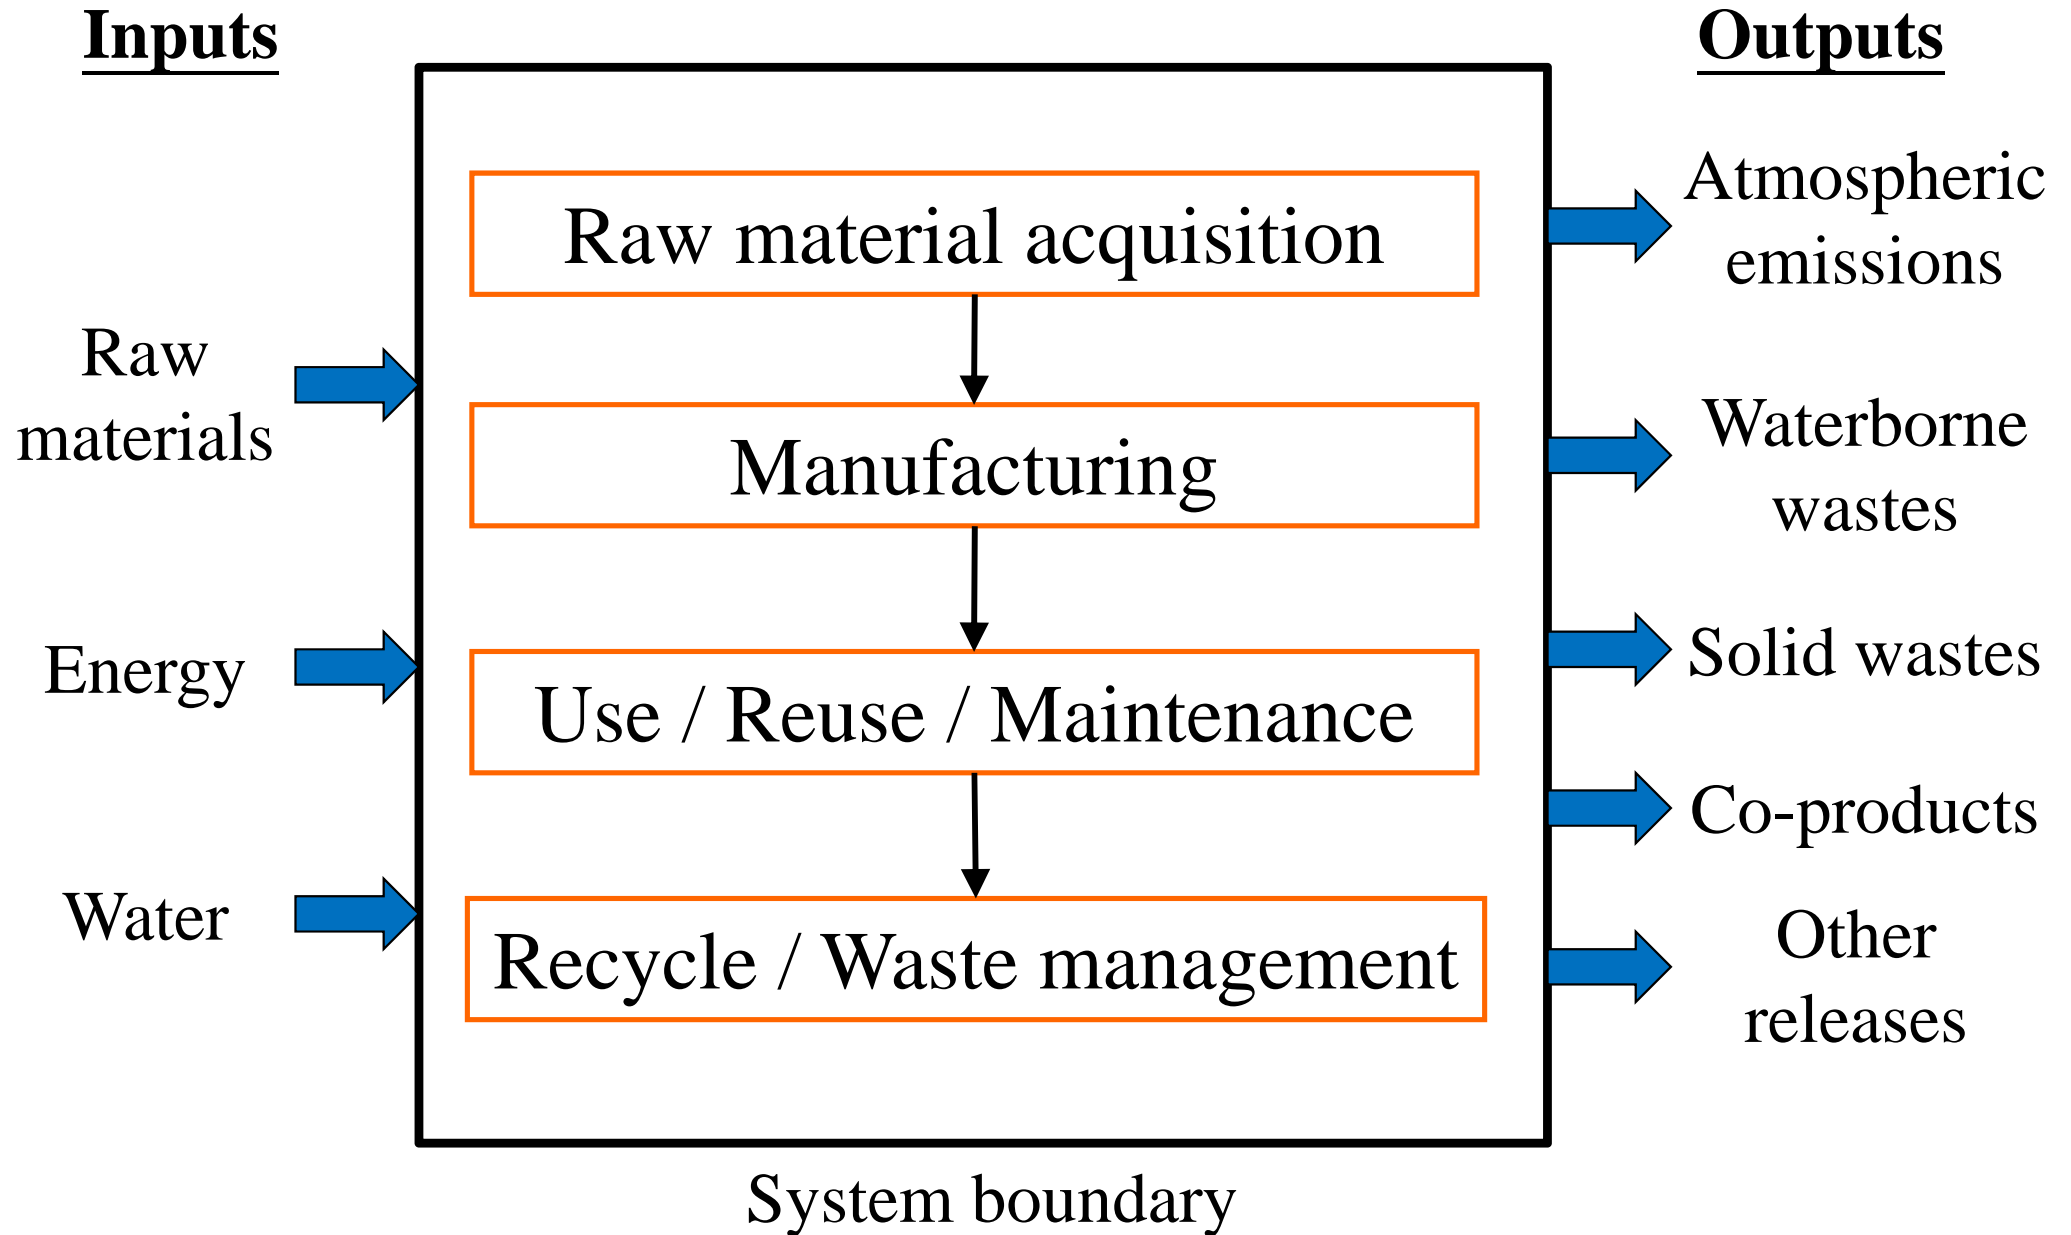 Inputs
Outputs
Raw material acquisition
Manufacturing
Use / Reuse / Maintenance
Recycle / Waste management
Raw
materials
Energy
Water
Atmospheric
emissions
Waterborne
wastes
Solid wastes
Co-products
Other
releases
System boundary